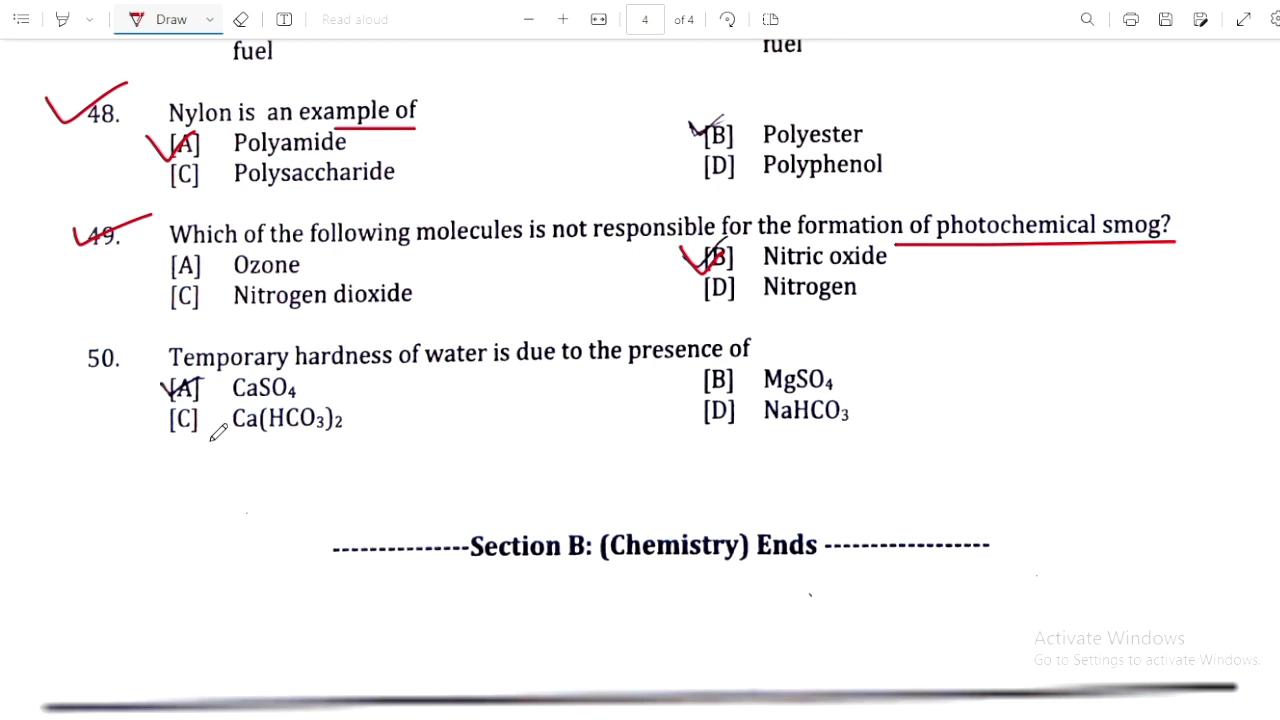 Draw
Read aloud
4 of 4
fuel fuel
48. Nylon is an example of
[A] Polyamide [B] Polyester
[C] Polysaccharide [D] Polyphenol
49. Which of the following molecules is not responsible for the formation of photochemical smog?
[A] Ozone [B] Nitric oxide
[C] Nitrogen dioxide [D] Nitrogen
50. Temporary hardness of water is due to the presence of
[A] CaSO₄ [B] MgSO₄
[C] Ca(HCO₃)₂ [D] NaHCO₃
---------------Section B: (Chemistry) Ends ------------------
Activate Windows
Go to Settings to activate Windows.